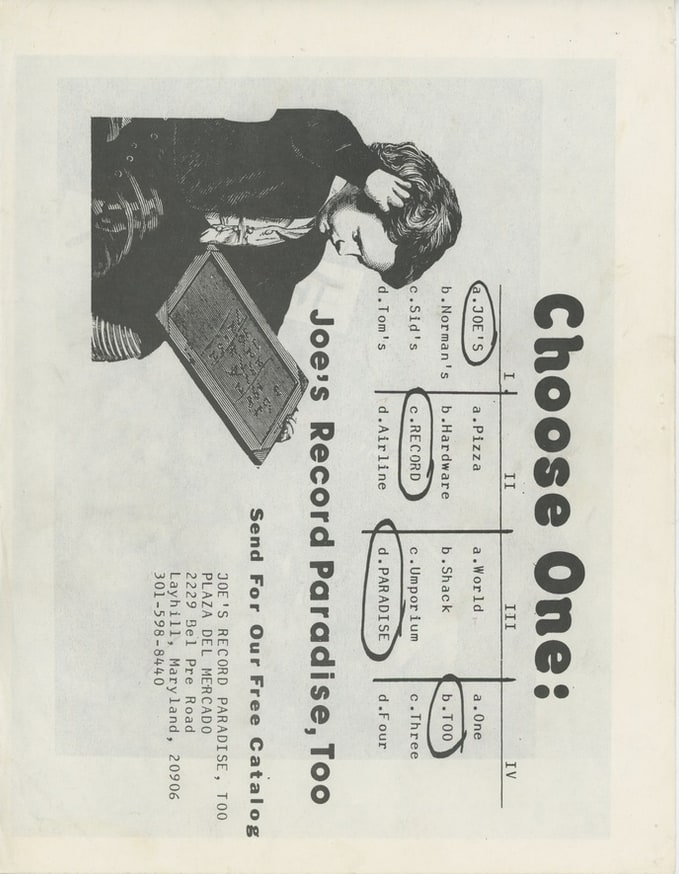 Choose One:
I II III IV
a.JOE'S a.Pizza a.World a.One
b.Norman's b.Hardware b.Shack b.TOO
c.Sid's c.RECORD c.Umporium c.Three
d.Tom's d.Airline d.PARADISE d.Four
Joe's Record Paradise, Too
Send For Our Free Catalog
JOE'S RECORD PARADISE, TOO
PLAZA DEL MERCADO
2229 Bel Pre Road
Layhill, Maryland, 20906
301-598-8440